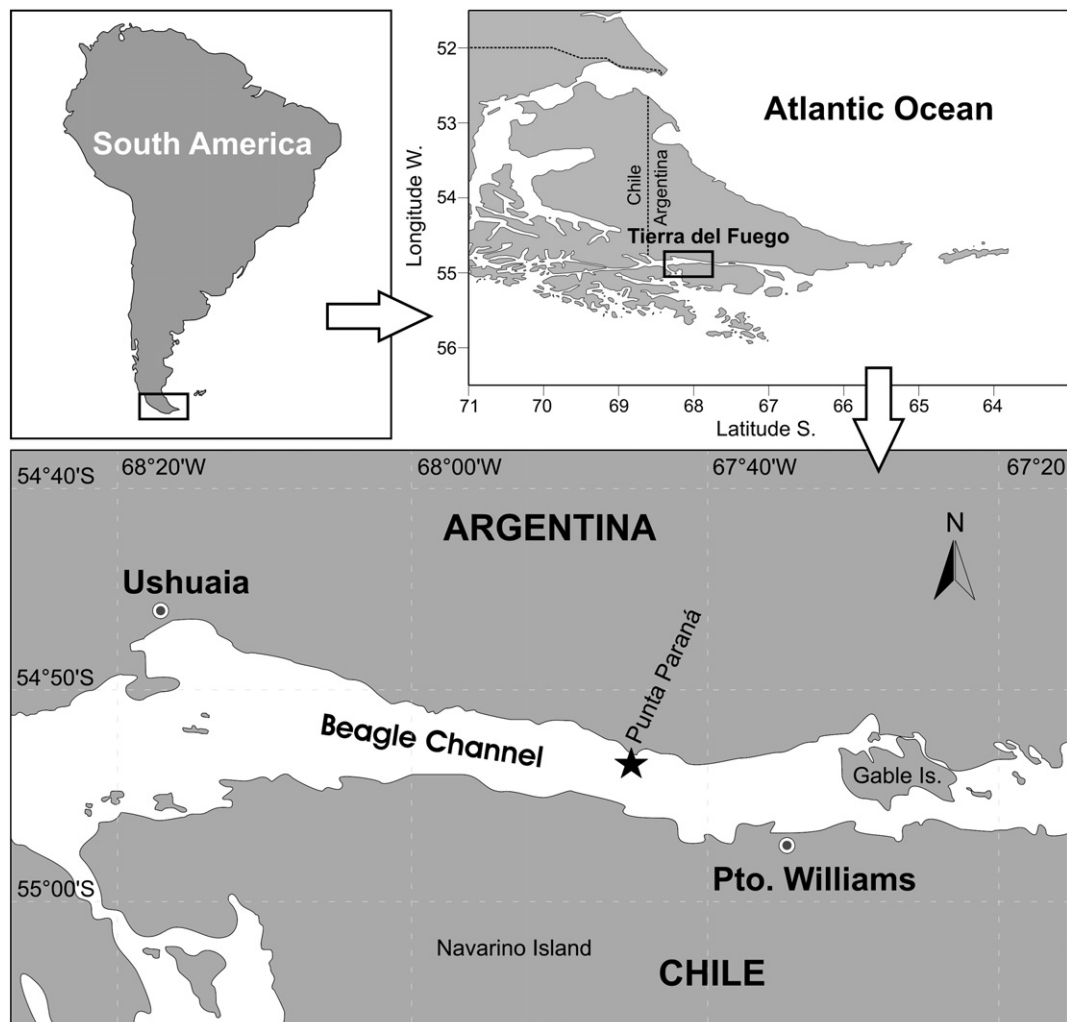 South America
Atlantic Ocean
Longitude W.
52
53
54
55
56
Chile
Argentina
Tierra del Fuego
71
70
69
68
67
66
65
64
Latitude S.
68°20'W
68°00'W
67°40'W
67°20
54°40'S
ARGENTINA
N
Ushuaia
54°50'S
Punta Paraná
Beagle Channel
Gable Is.
Pto. Williams
55°00'S
Navarino Island
CHILE